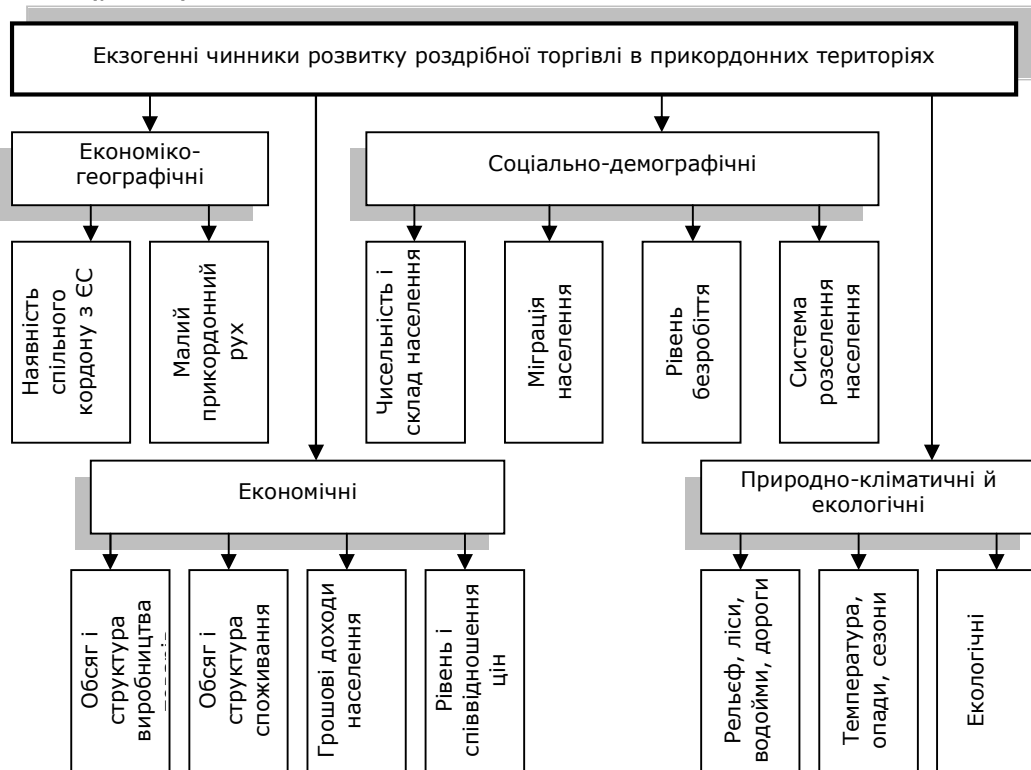 Екзогенні чинники розвитку роздрібної торгівлі в прикордонних територіях
Економіко-
географічні
Соціально-демографічні
Наявність
спільного
кордону з ЄС
Малий
прикордонний
рух
Чисельність і
склад населення
Міграція
населення
Рівень
безробіття
Система
розселення
населення
Економічні
Природно-кліматичні й
екологічні
Обсяг і
структура
виробництва
Обсяг і
структура
споживання
Грошові доходи
населення
Рівень і
співвідношення
цін
Рельєф, ліси,
водойми, дороги
Температура,
опади, сезони
Екологічні